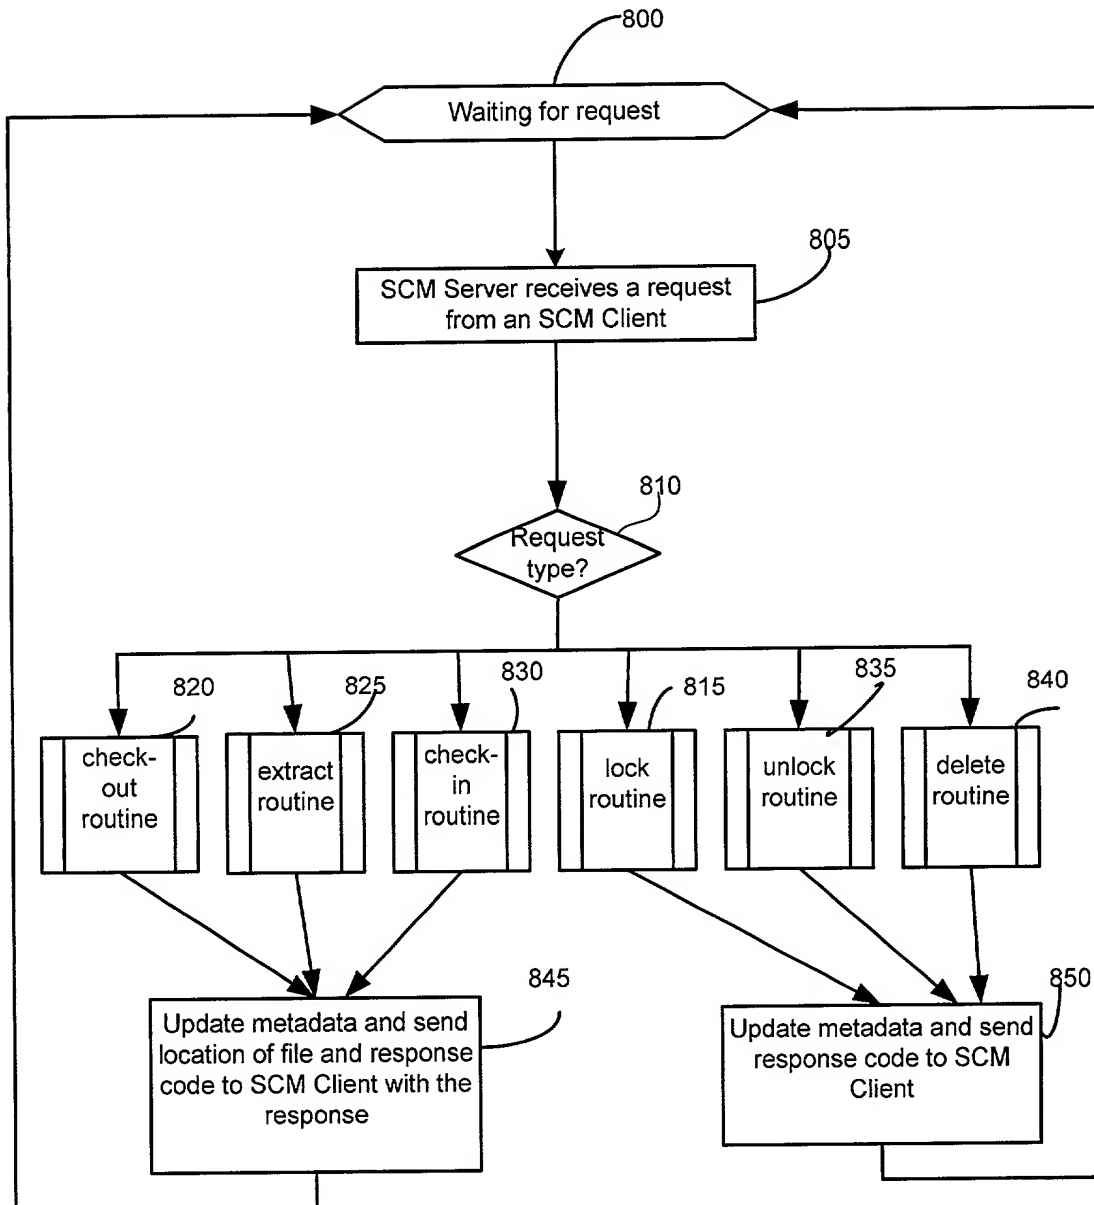 800
Waiting for request
805
SCM Server receives a request
from an SCM Client
810
Request
type?
820
825
830
815
835
840
check-
out
routine
extract
routine
check-
in
routine
lock
routine
unlock
routine
delete
routine
845
850
Update metadata and send
location of file and response
code to SCM Client with the
response
Update metadata and send
response code to SCM
Client